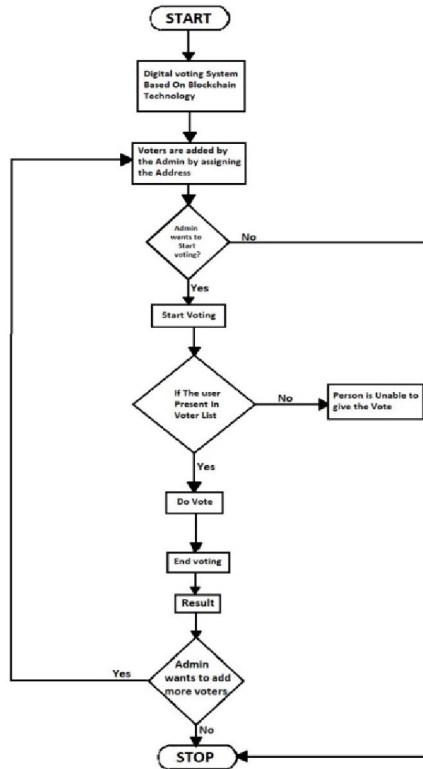 START
Digital voting System
Based On Blockchain
Technology
Voters are added by
the Admin by assigning
the Address
Admin
wants to
Start
voting?
No
Yes
Start Voting
If The user
Present In
Voter List
No
Person is Unable to
give the Vote
Yes
Do Vote
End voting
Result
Admin
wants to add
more voters
Yes
No
STOP